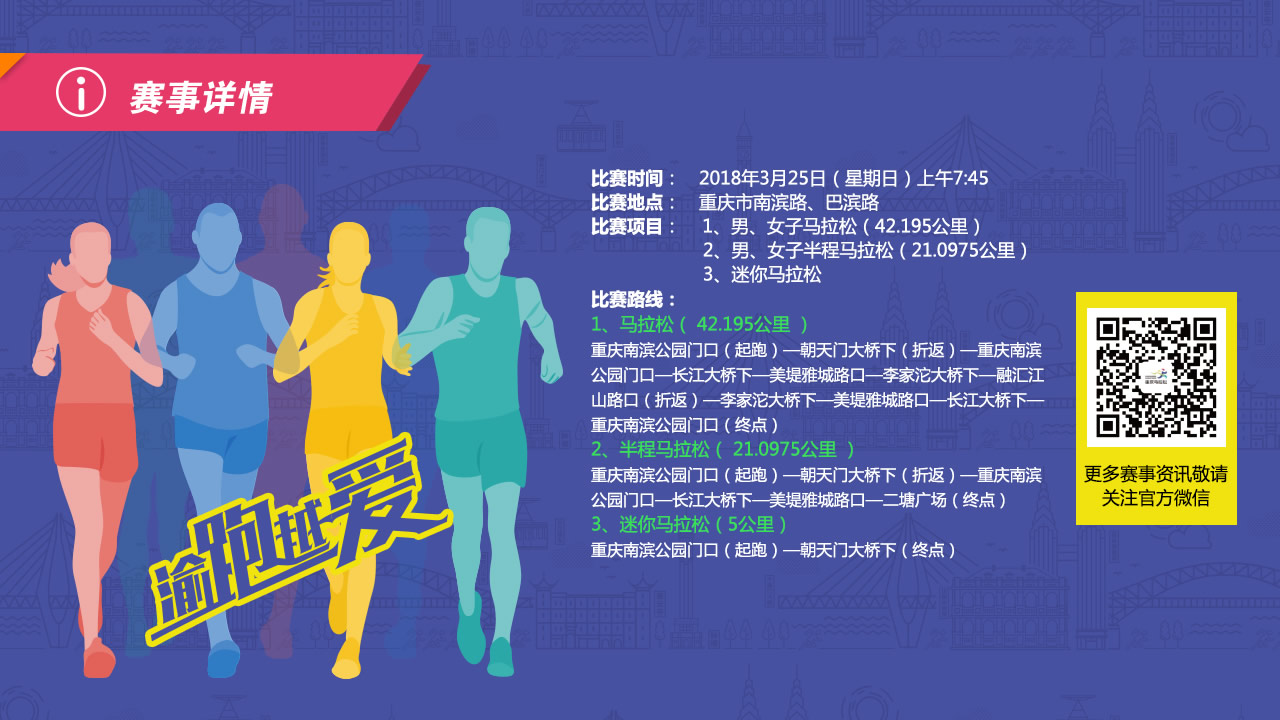 赛事详情
比赛时间： 2018年3月25日（星期日）上午7:45
比赛地点： 重庆市南滨路、巴滨路
比赛项目： 1、男、女子马拉松（42.195公里）
2、男、女子半程马拉松（21.0975公里）
3、迷你马拉松
比赛路线：
1、马拉松（ 42.195公里 ）
重庆南滨公园门口（起跑）—朝天门大桥下（折返）—重庆南滨
公园门口—长江大桥下—美堤雅城路口—李家沱大桥下—融汇江
山路口（折返）—李家沱大桥下—美堤雅城路口—长江大桥下—
重庆南滨公园门口（终点）
2、半程马拉松（ 21.0975公里 ）
重庆南滨公园门口（起跑）—朝天门大桥下（折返）—重庆南滨
公园门口—长江大桥下—美堤雅城路口—二塘广场（终点）
3、迷你马拉松（5公里）
重庆南滨公园门口（起跑）—朝天门大桥下（终点）
渝跑越爱
重庆马拉松
更多赛事资讯敬请
关注官方微信